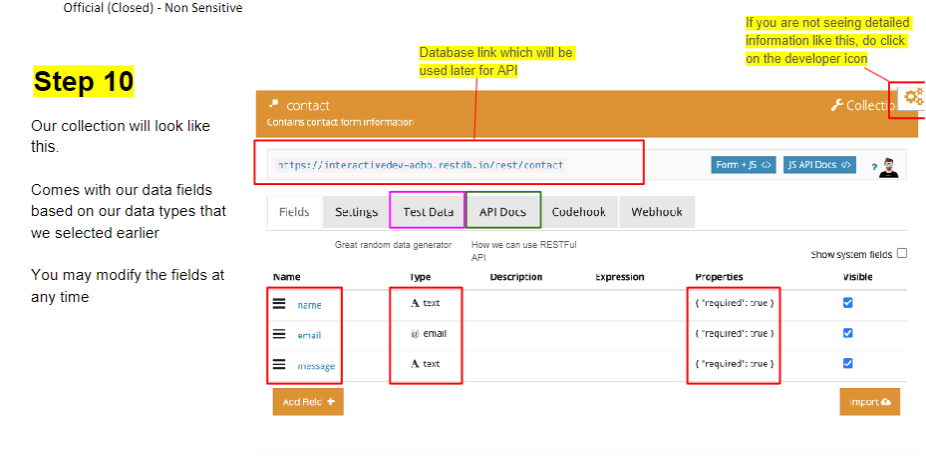 Official (Closed) - Non Sensitive
If you are not seeing detailed
information like this, do click
on the developer icon
Database link which will be
used later for API
Step 10
Our collection will look like
this.
Comes with our data fields
based on our data types that
we selected earlier
You may modify the fields at
any time
contact
Collectio
Contains contact form information
https://interactivedev-adbo.restdb.io/rest/contact
Form + JS <>
JS API Docs </>
?
Fields Settings Test Data API Docs Codehook Webhook
Great random data generator
How we can use RESTFul
API
Show system fields
Name Type Description Expression Properties Visible
name A text { "required": true }
email @ email { "required": true }
message A text { "required": true }
Add Field +
Import